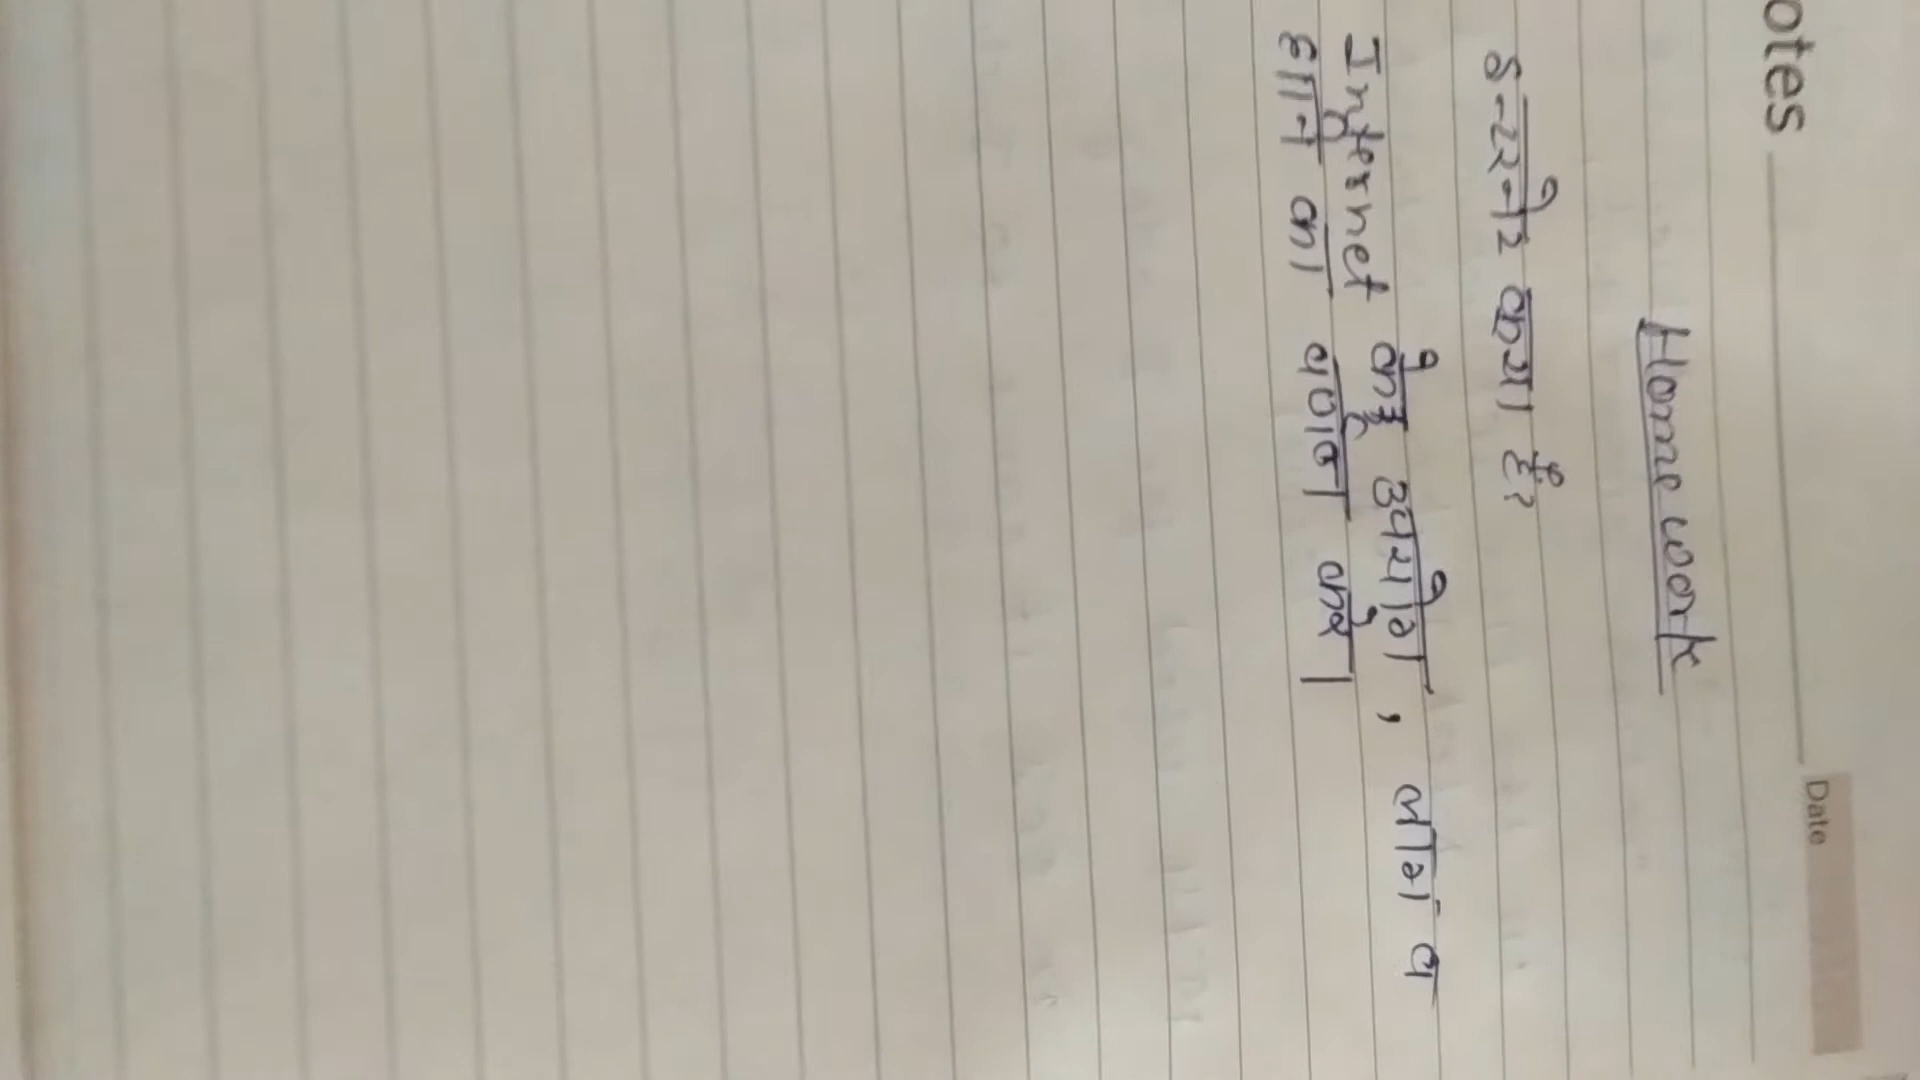 otes
Date
Home work
इन्टरनेट क्या है?
Internet के उपयोग, लाभ व
हानि का वर्णन करे।